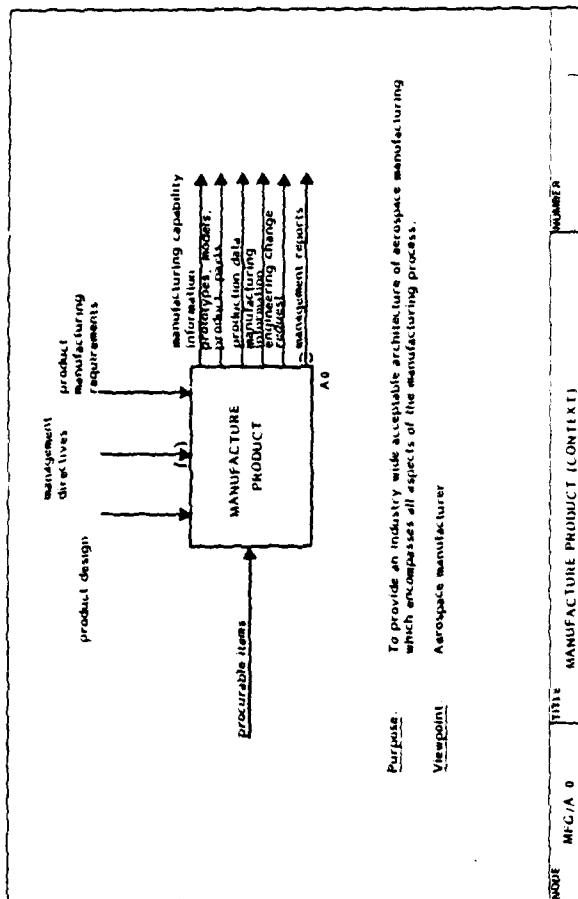 product design
management
directives
product
manufacturing
requirements
procurable items
MANUFACTURE
PRODUCT
A0
manufacturing capability
information
prototypes, models,
product, parts
production data
manufacturing
information
engineering change
request
management reports
Purpose. To provide an industry wide acceptable architecture of aerospace manufacturing
which encompasses all aspects of the manufacturing process.
Viewpoint. Aerospace manufacturer
NODE MFG/A 0
TITLE MANUFACTURE PRODUCT (CONTEXT)
NUMBER